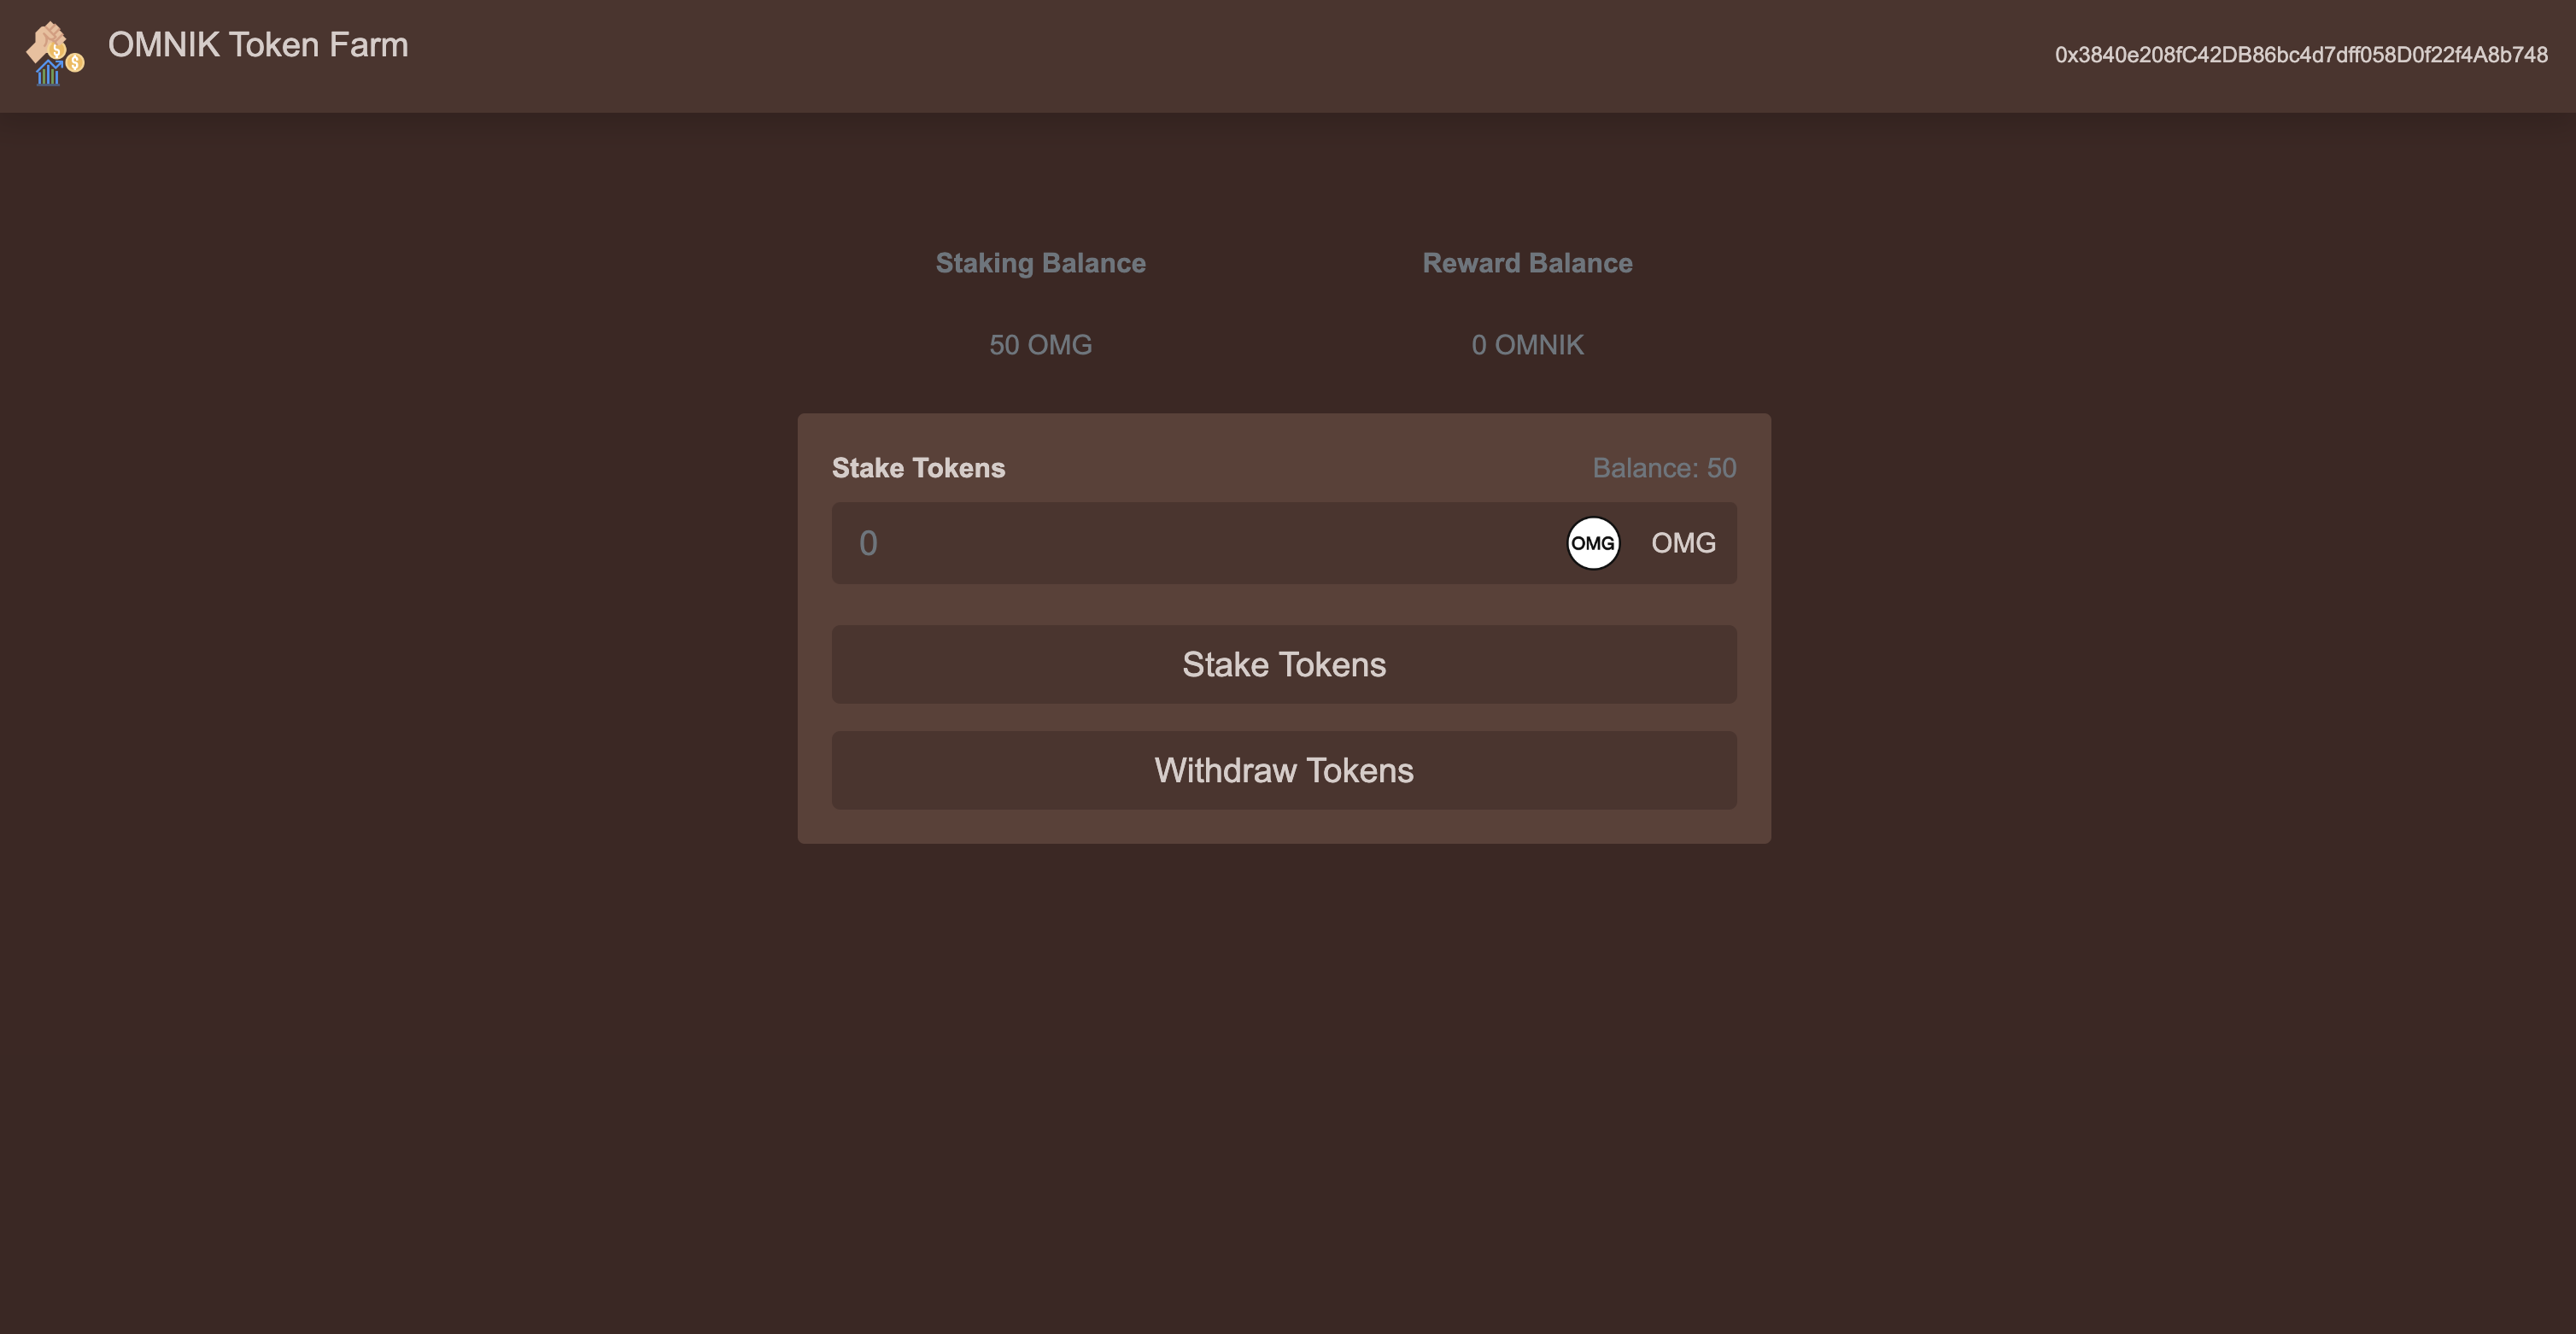 OMNIK Token Farm
0x3840e208fC42DB86bc4d7dff058D0f22f4A8b748
Staking Balance
Reward Balance
50 OMG
0 OMNIK
Stake Tokens
Balance: 50
0
OMG
OMG
Stake Tokens
Withdraw Tokens